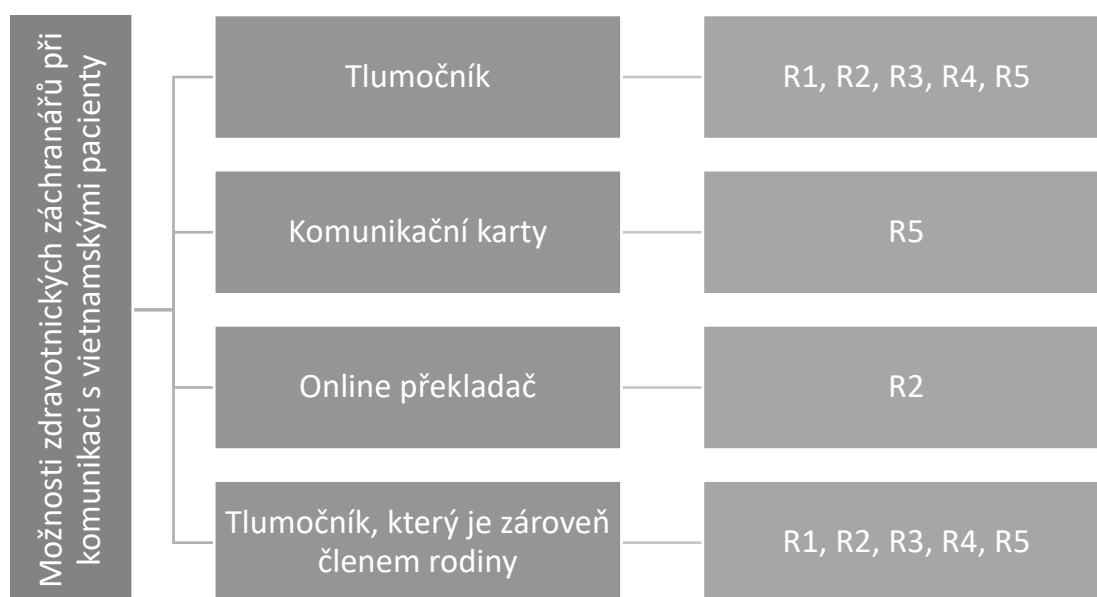 Možnosti zdravotnických záchranářů při
komunikaci s vietnamskými pacienty
Tlumočník
R1, R2, R3, R4, R5
Komunikační karty
R5
Online překladač
R2
Tlumočník, který je zároveň
členem rodiny
R1, R2, R3, R4, R5